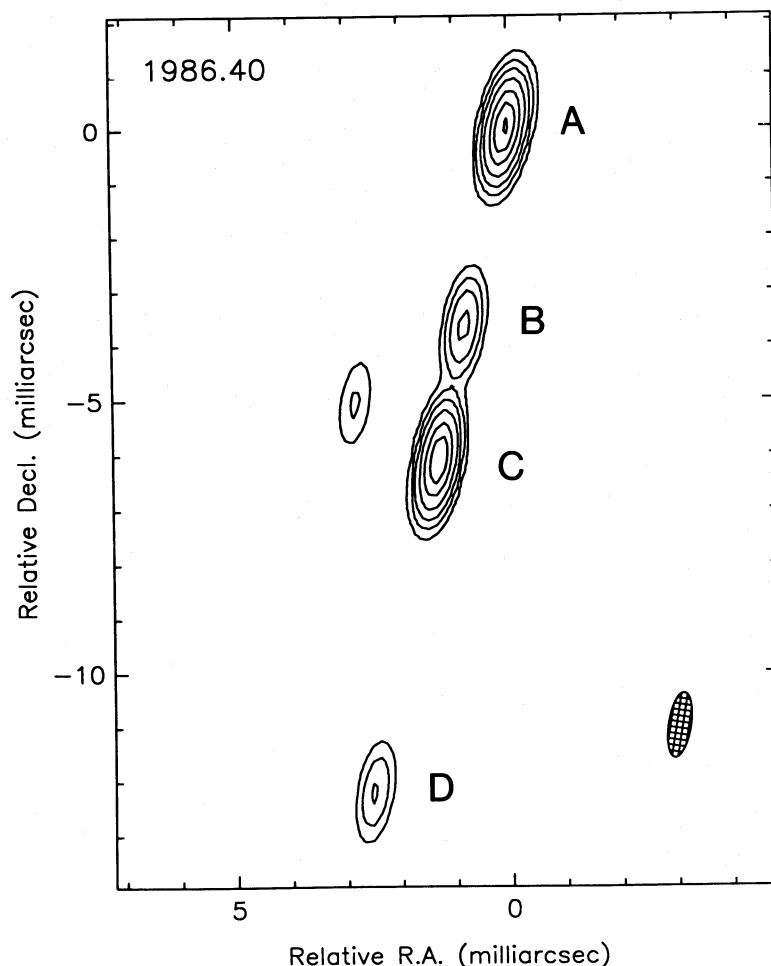 1986.40
A
0
B
−5
C
−10
D
5 0
Relative Decl. (milliarcsec)
Relative R.A. (milliarcsec)